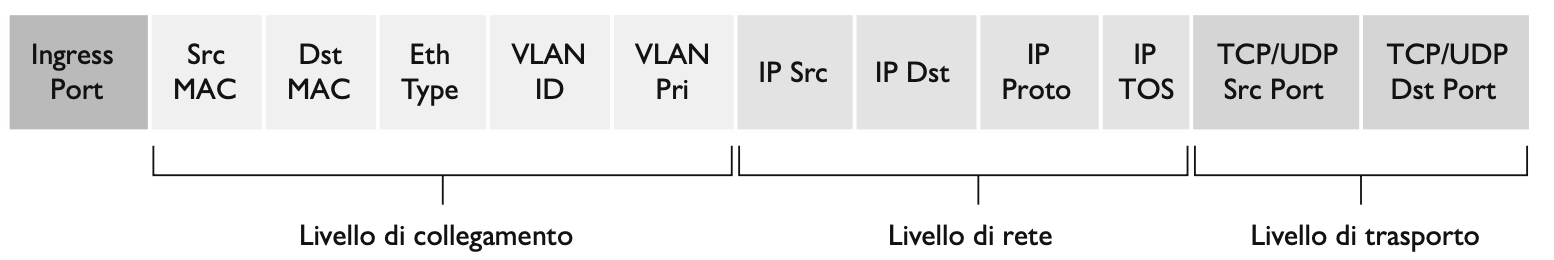 Ingress
Port
Src
MAC
Dst
MAC
Eth
Type
VLAN
ID
VLAN
Pri
IP Src
IP Dst
IP
Proto
IP
TOS
TCP/UDP
Src Port
TCP/UDP
Dst Port
Livello di collegamento
Livello di rete
Livello di trasporto